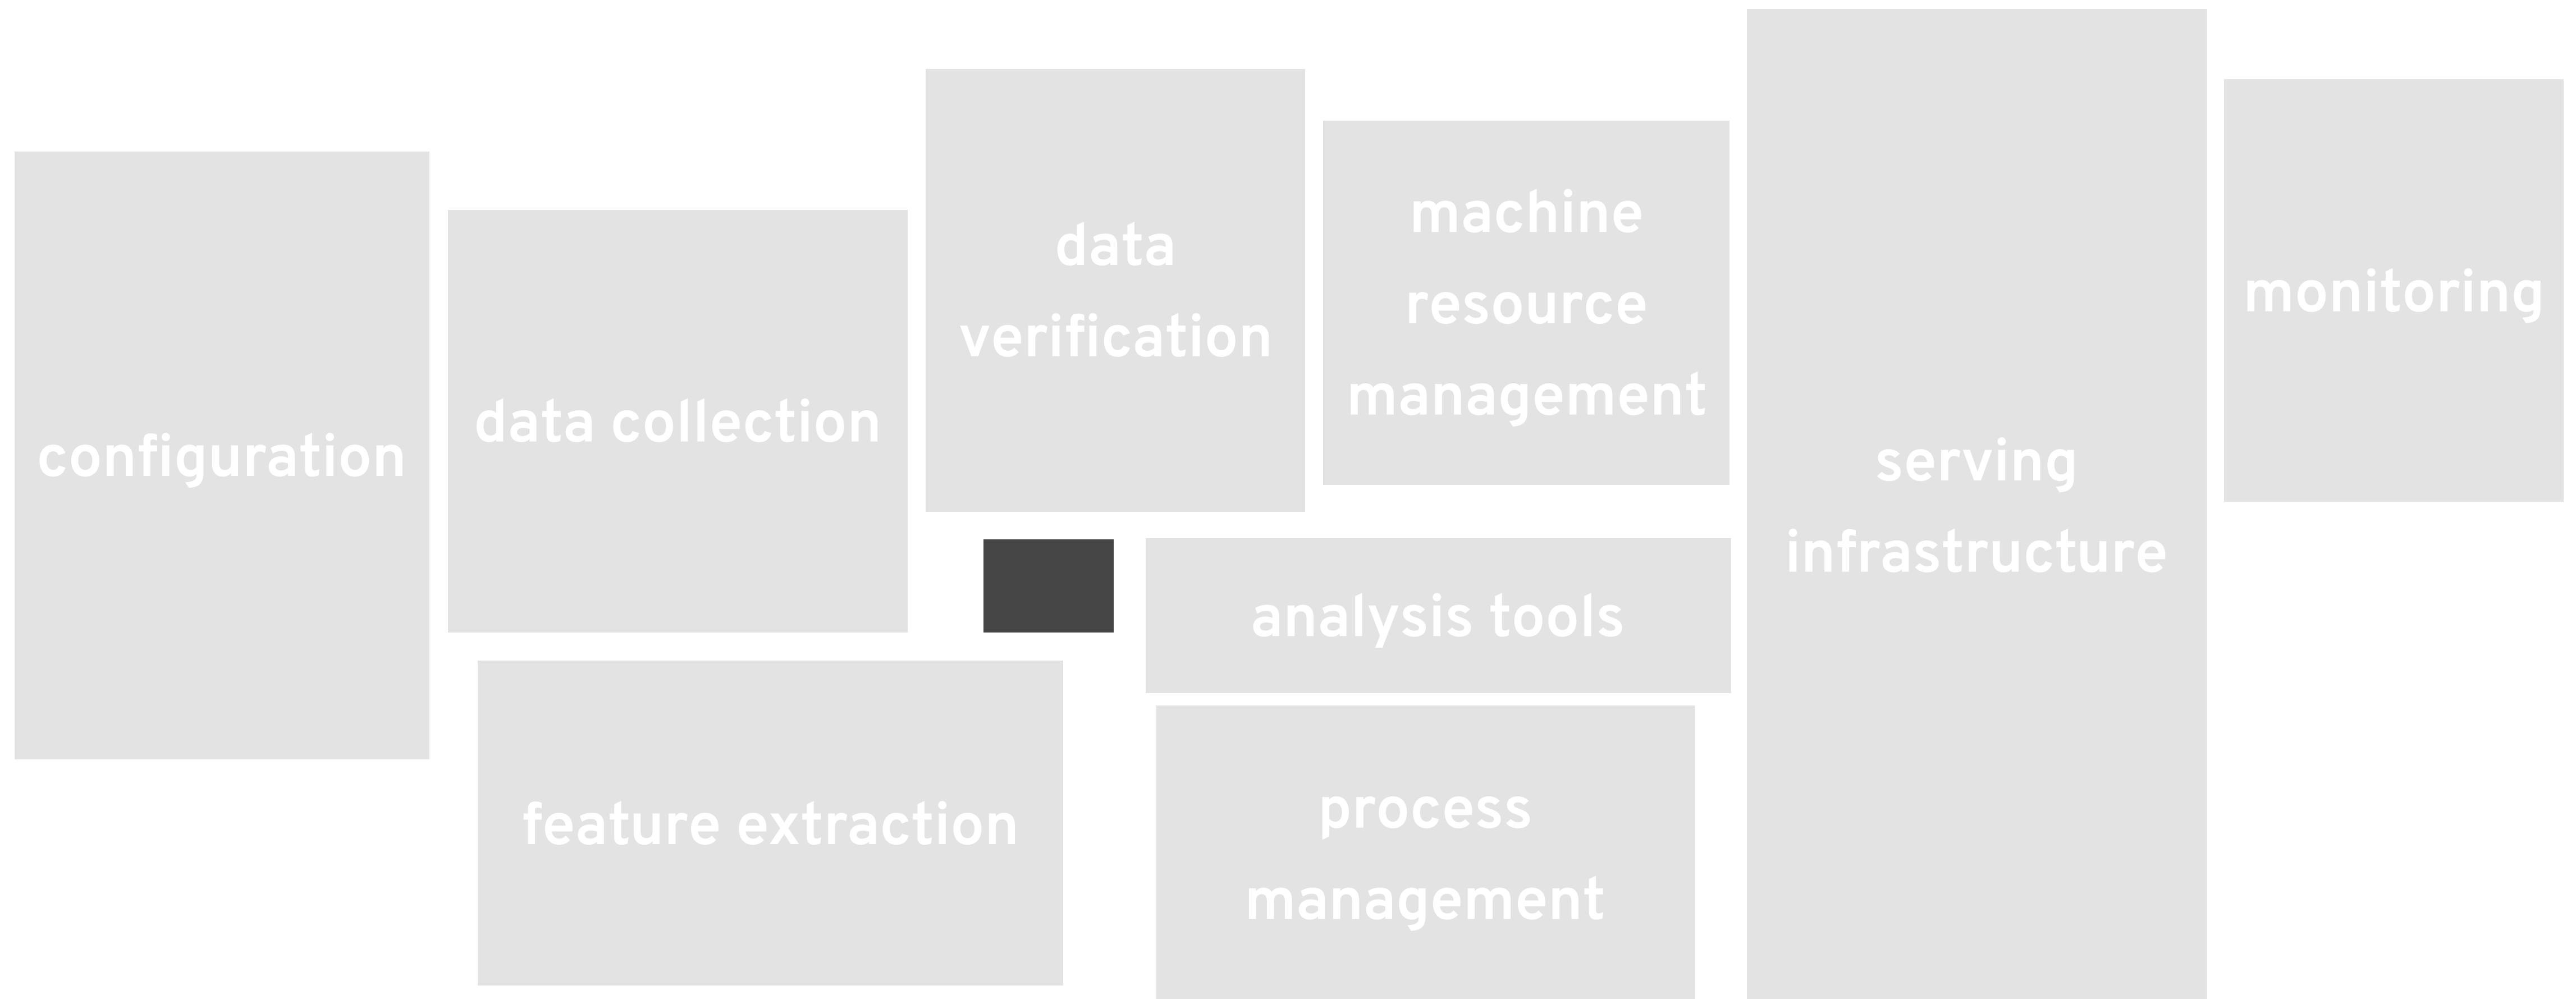 configuration
data collection
data
verification
machine
resource
management
serving
infrastructure
monitoring
analysis tools
feature extraction
process
management